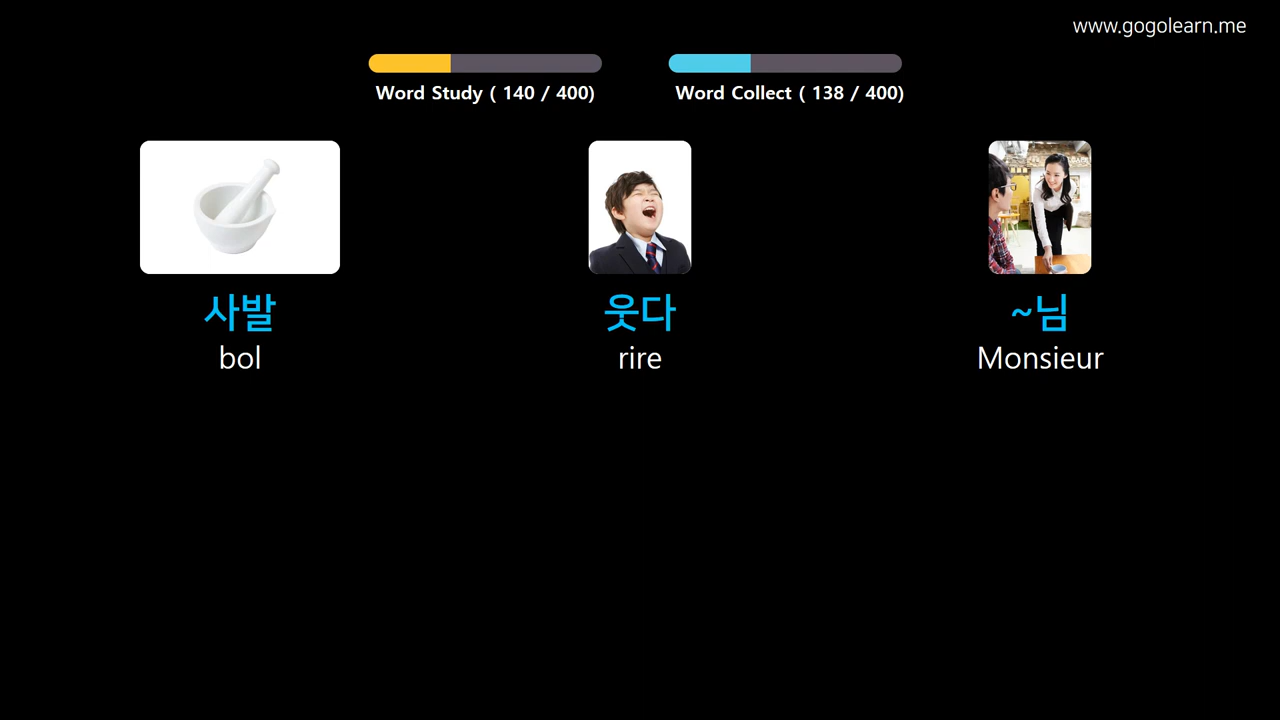 www.gogolearn.me
Word Study ( 140 / 400)
Word Collect ( 138 / 400)
사발
bol
웃다
rire
~님
Monsieur